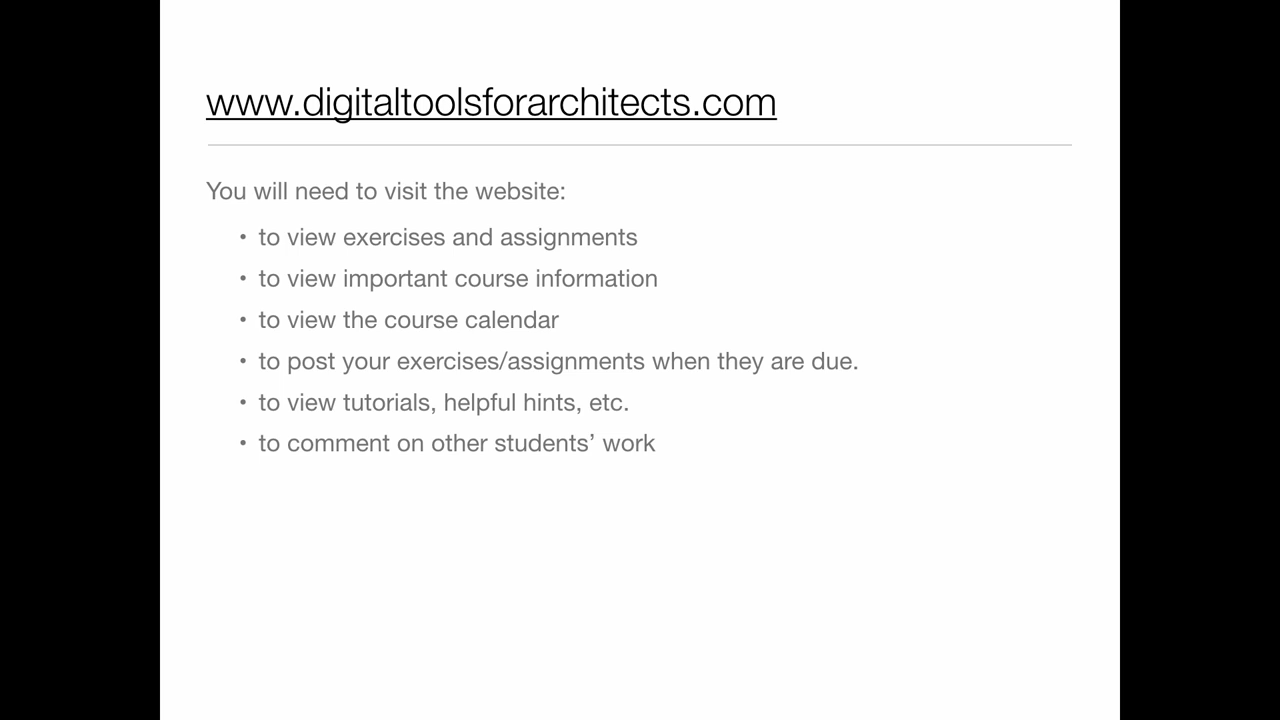 www.digitaltoolsforarchitects.com
You will need to visit the website:
• to view exercises and assignments
• to view important course information
• to view the course calendar
• to post your exercises/assignments when they are due.
• to view tutorials, helpful hints, etc.
• to comment on other students’ work